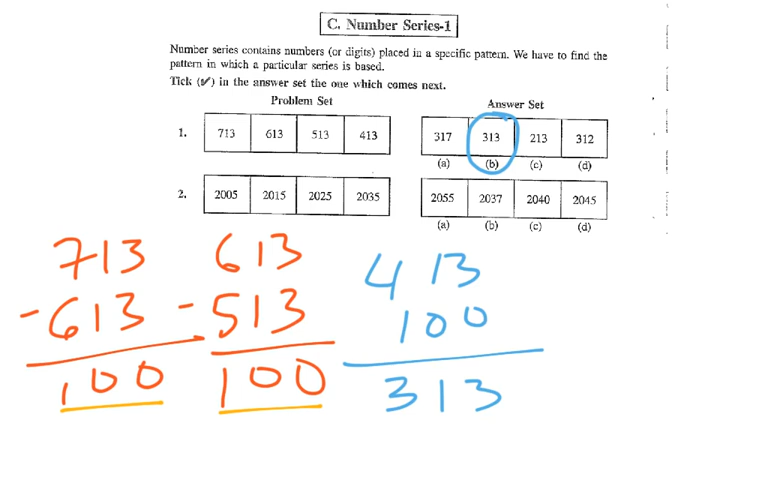 C. Number Series-1
Number series contains numbers (or digits) placed in a specific pattern. We have to find the
pattern in which a particular series is based.
Tick (✓) in the answer set the one which comes next.
Problem Set Answer Set
1. 713 613 513 413 317 313 213 312
(a) (b) (c) (d)
2. 2005 2015 2025 2035 2055 2037 2040 2045
(a) (b) (c) (d)
713 613 413
-613 -513 100
100 100 313